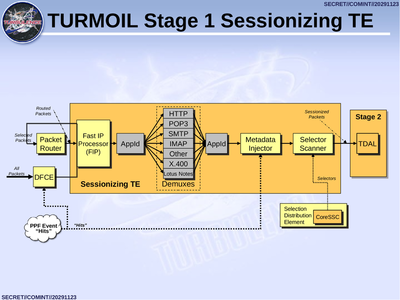 SECRET//COMINT//20291123
TURMOIL Stage 1 Sessionizing TE
Routed
Packets
Sessionized
Packets
Stage 2
HTTP
POP3
SMTP
IMAP
Other
X.400
Lotus Notes
Demuxes
Selected
Packets
Packet
Router
Fast IP
Processor
(FIP)
AppId
AppId
Metadata
Injector
Selector
Scanner
TDAL
All
Packets
DFCE
Sessionizing TE
Selectors
Selection
Distribution
Element
CoreSSC
PPF Event
"Hits"
"Hits"
TURMOIL
SECRET//COMINT//20291123